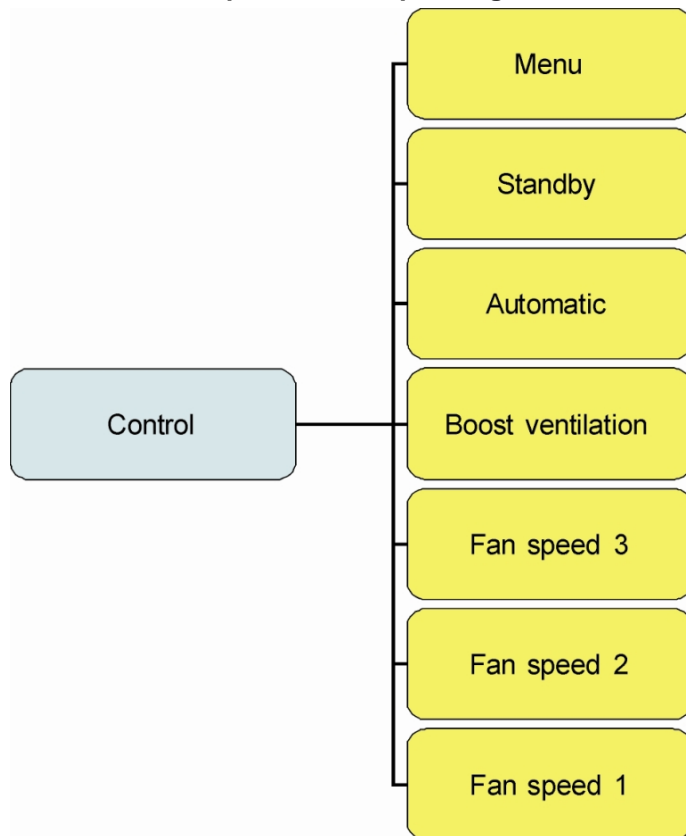 Menu
Standby
Automatic
Control
Boost ventilation
Fan speed 3
Fan speed 2
Fan speed 1